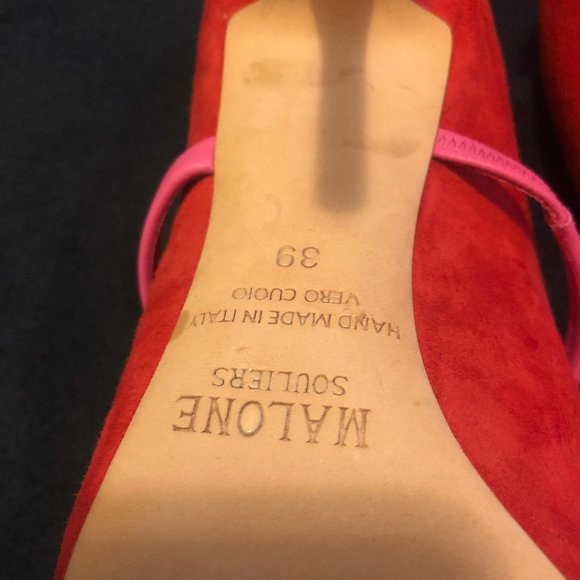 MALONE
SOULIERS
HAND MADE IN ITALY
VERO CUOIO
39